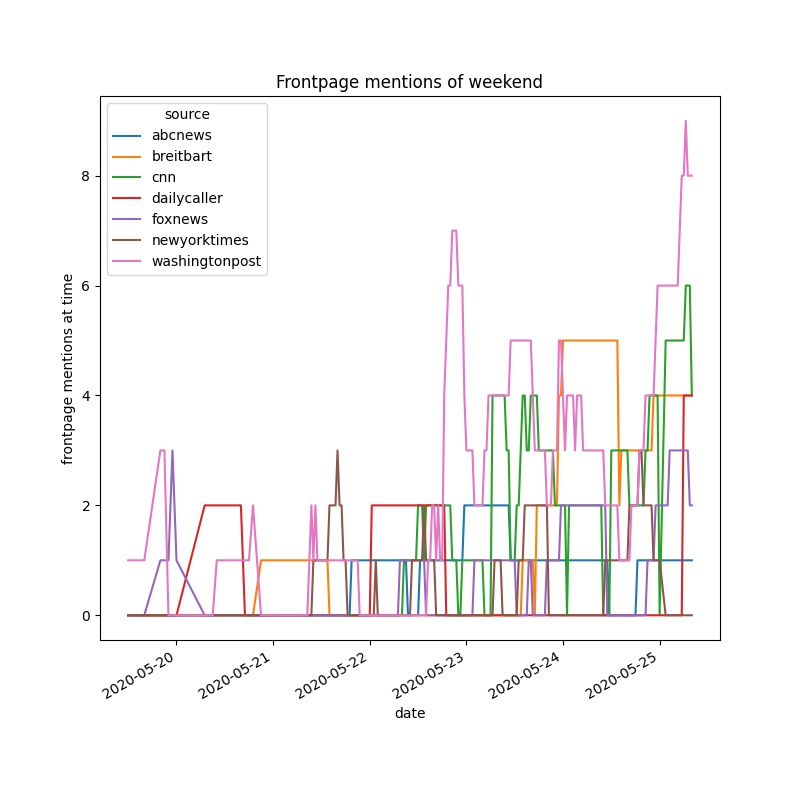 Frontpage mentions of weekend
source
abcnews
breitbart
cnn
dailycaller
foxnews
newyorktimes
washingtonpost
frontpage mentions at time
8
6
4
2
0
2020-05-20
2020-05-21
2020-05-22
2020-05-23
2020-05-24
2020-05-25
date